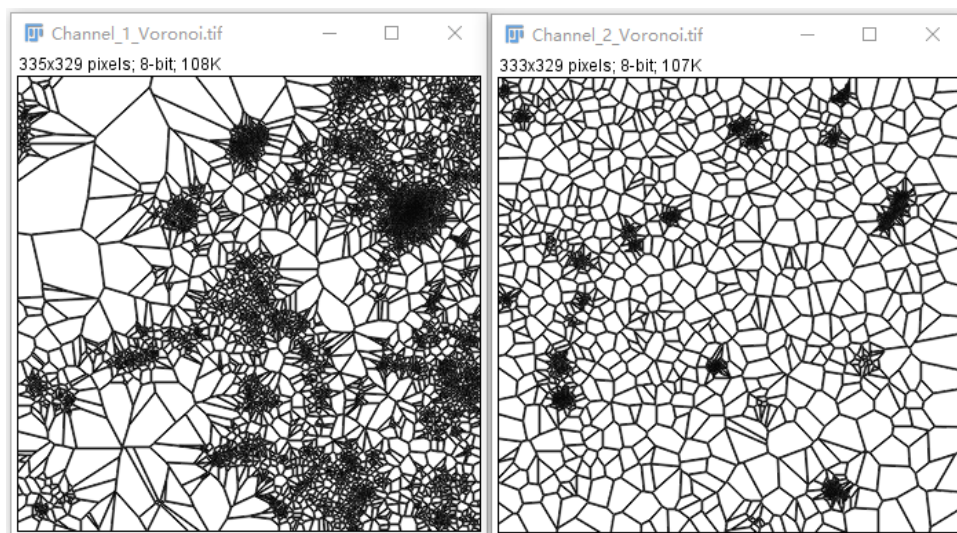 Channel_1_Voronoi.tif
335x329 pixels; 8-bit; 108K
Channel_2_Voronoi.tif
333x329 pixels; 8-bit; 107K